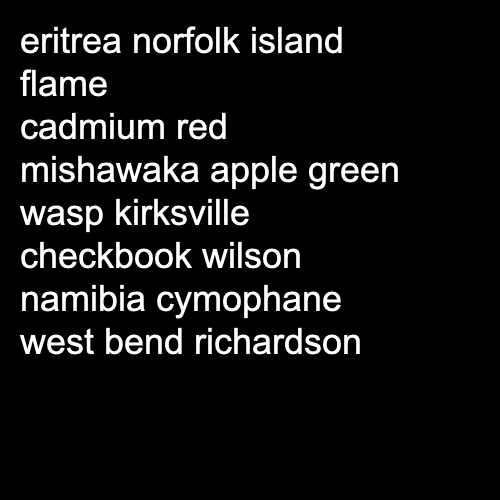 eritrea norfolk island
flame
cadmium red
mishawaka apple green
wasp kirksville
checkbook wilson
namibia cymophane
west bend richardson